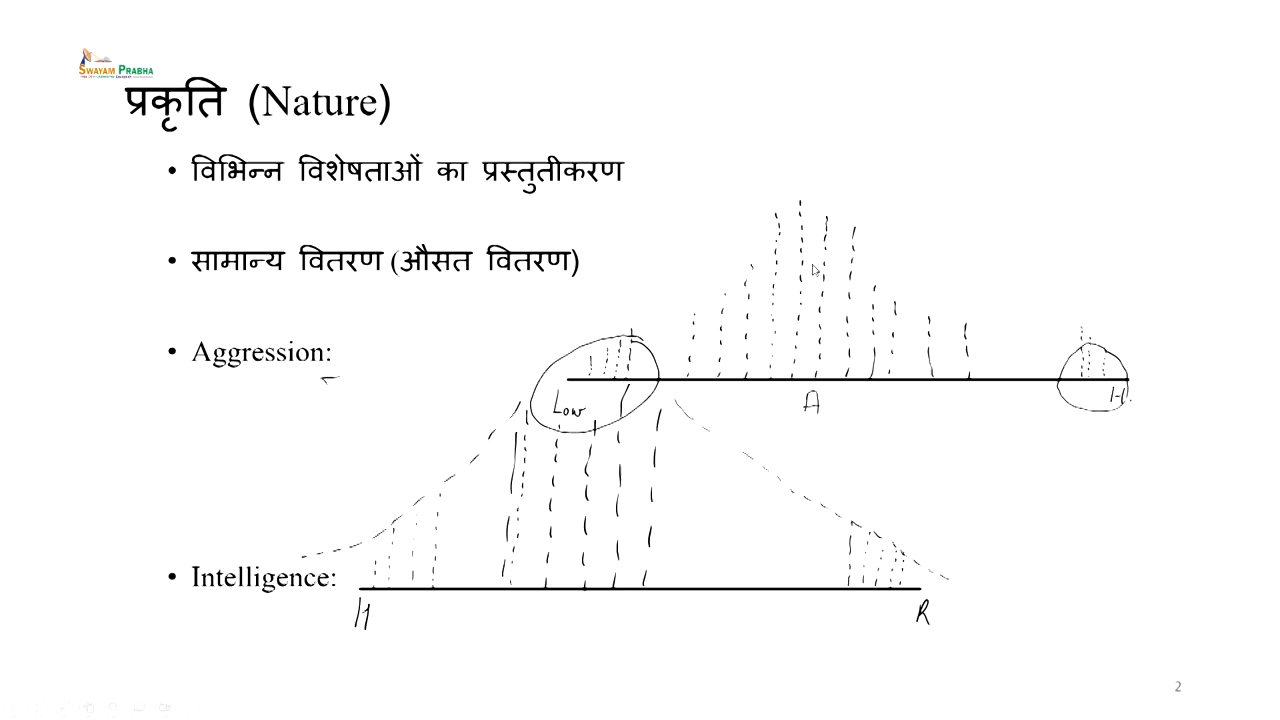 SWAYAM PRABHA
प्रकृति (Nature)
• विभिन्न विशेषताओं का प्रस्तुतीकरण
• सामान्य वितरण (औसत वितरण)
• Aggression:
Low A H
• Intelligence:
H R
2